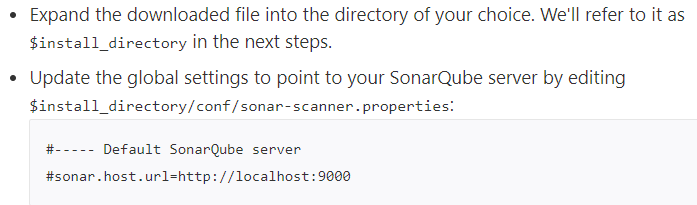 • Expand the downloaded file into the directory of your choice. We'll refer to it as
$install_directory in the next steps.
• Update the global settings to point to your SonarQube server by editing
$install_directory/conf/sonar-scanner.properties:
#----- Default SonarQube server
#sonar.host.url=http://localhost:9000